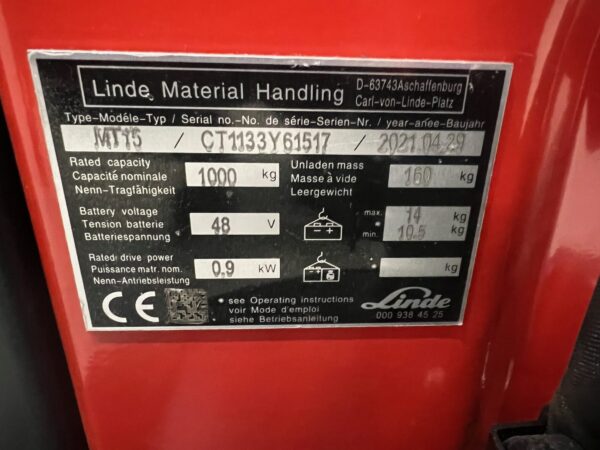 Linde Material Handling
D-63743Aschaffenburg
Carl-von-Linde-Platz
Type-Modèle-Typ / Serial no.-No. de série-Serien-Nr. / year-anee-Baujahr
MT15 / CT1133Y61517 / 2021.04.29
Rated capacity
Capacité nominale
Nenn-Tragfähigkeit
1000 kg
Unladen mass
Masse à vide
Leergewicht
160 kg
Battery voltage
Tension batterie
Batteriespannung
48 V
max. 14 kg
min. 10.5 kg
Rated drive power
Puissance matr. nom.
Nenn-Antriebsleistung
0.9 kW
kg
CE
• see Operating instructions
voir Mode d'emploi
siehe Betriebsanleitung
Linde
000 938 45 25